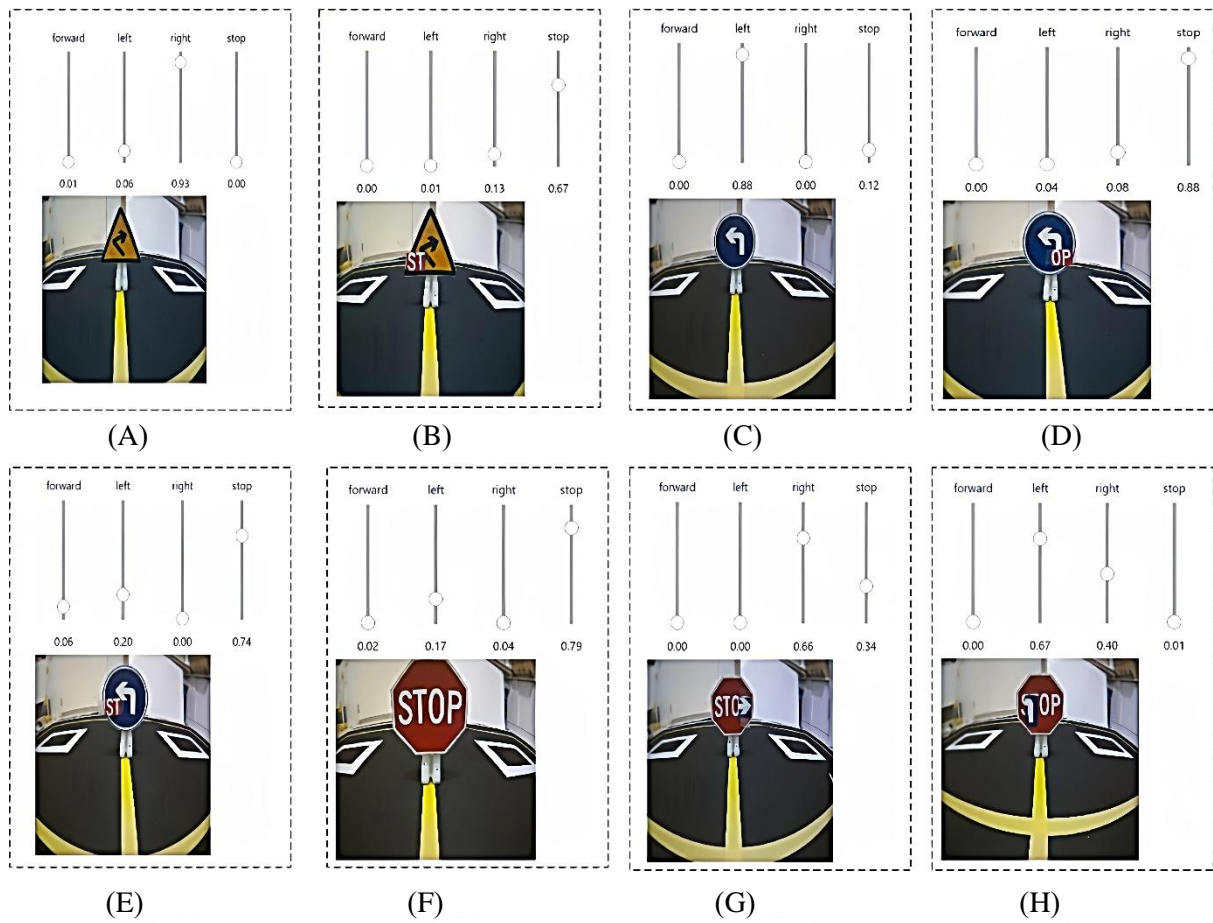 forward left right stop
0.01 0.06 0.93 0.00
(A)
forward left right stop
0.00 0.01 0.13 0.67
ST
(B)
forward left right stop
0.00 0.88 0.00 0.12
(C)
forward left right stop
0.00 0.04 0.08 0.88
OP
(D)
forward left right stop
0.06 0.20 0.00 0.74
ST
(E)
forward left right stop
0.02 0.17 0.04 0.79
STOP
(F)
forward left right stop
0.00 0.00 0.66 0.34
STO
(G)
forward left right stop
0.00 0.67 0.40 0.01
STOP
(H)